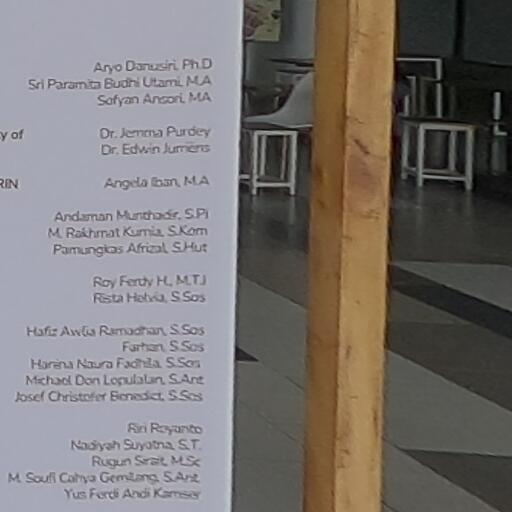 Aryo Danusiri, Ph.D
Sri Paramita Budhi Utami, M.A
Sofyan Ansori, MA
y of Dr. Jemma Purdey
Dr. Edwin Jurriëns
RIN Angela Iban, M.A
Andaman Munthadir, S.Pi
M. Rakhmat Kurnia, S.Kom
Pamungkas Afrizal, S.Hut
Roy Ferdy H., M.T.I
Rista Helvia, S.Sos
Hafiz Awlia Ramadhan, S.Sos
Farhan, S.Sos
Hanina Naura Fadhila, S.Sos
Michael Don Lopulalan, S.Ant
Josef Christofer Benedict, S.Sos
Riri Royanto
Nadiyah Suyatna, S.T.
Rugun Sirait, M.Sc
M. Soufi Cahya Gemilang, S.Ant
Yus Ferdi Andi Kamser